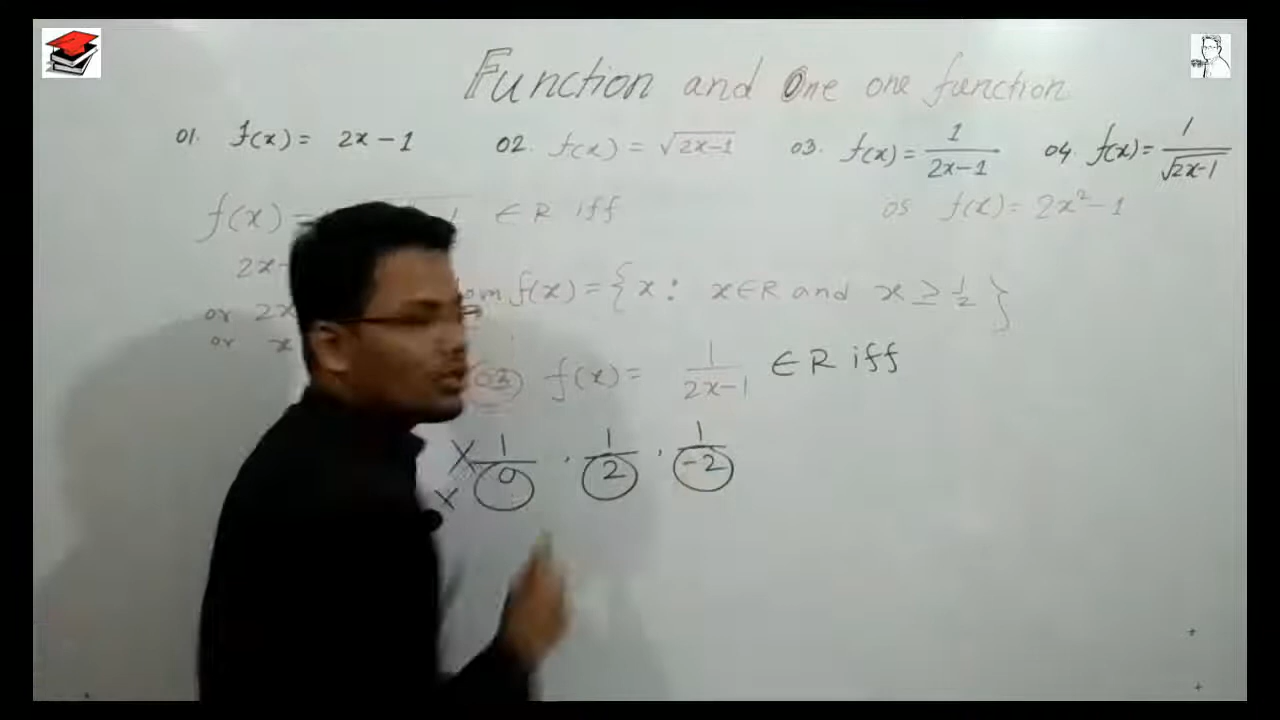 Function and One one function
01. f(x) = 2x - 1 02. f(x) = √(2x-1) 03. f(x) = 1/(2x-1) 04. f(x) = 1/√(2x-1)
f(x) = ∈ R iff 05 f(x) = 2x² - 1
2x-
om f(x) = {x : x∈R and x ≥ 1/2}
or 2x
or x
03 f(x) = 1/(2x-1) ∈ R iff
X 1/0 , 1/2 , 1/-2
x